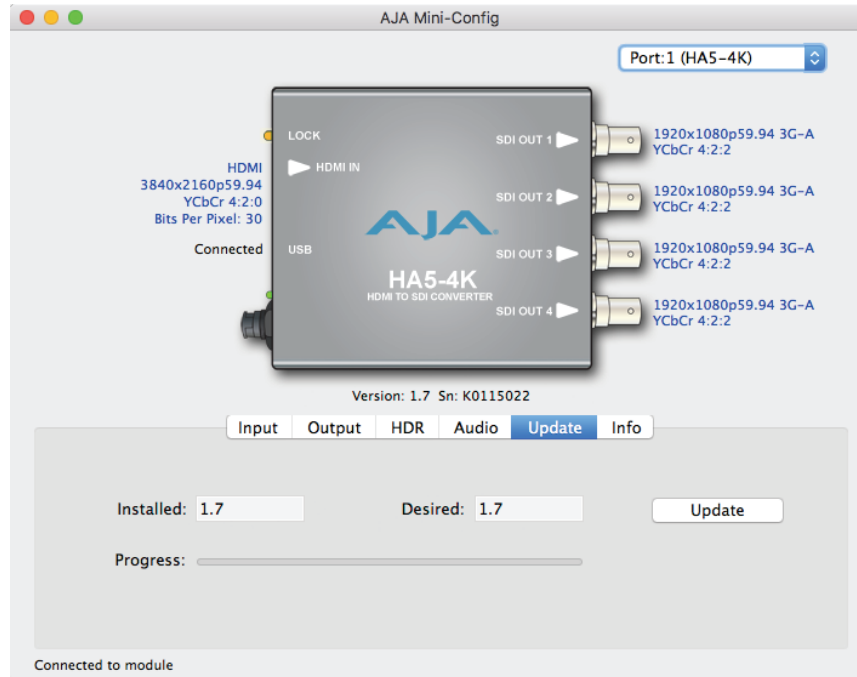 AJA Mini-Config
Port:1 (HA5-4K)
LOCK
HDMI IN
HDMI
3840x2160p59.94
YCbCr 4:2:0
Bits Per Pixel: 30
Connected
USB
AJA
HA5-4K
HDMI TO SDI CONVERTER
SDI OUT 1
1920x1080p59.94 3G-A
YCbCr 4:2:2
SDI OUT 2
1920x1080p59.94 3G-A
YCbCr 4:2:2
SDI OUT 3
1920x1080p59.94 3G-A
YCbCr 4:2:2
SDI OUT 4
1920x1080p59.94 3G-A
YCbCr 4:2:2
Version: 1.7 Sn: K0115022
Input Output HDR Audio Update Info
Installed: 1.7 Desired: 1.7 Update
Progress:
Connected to module